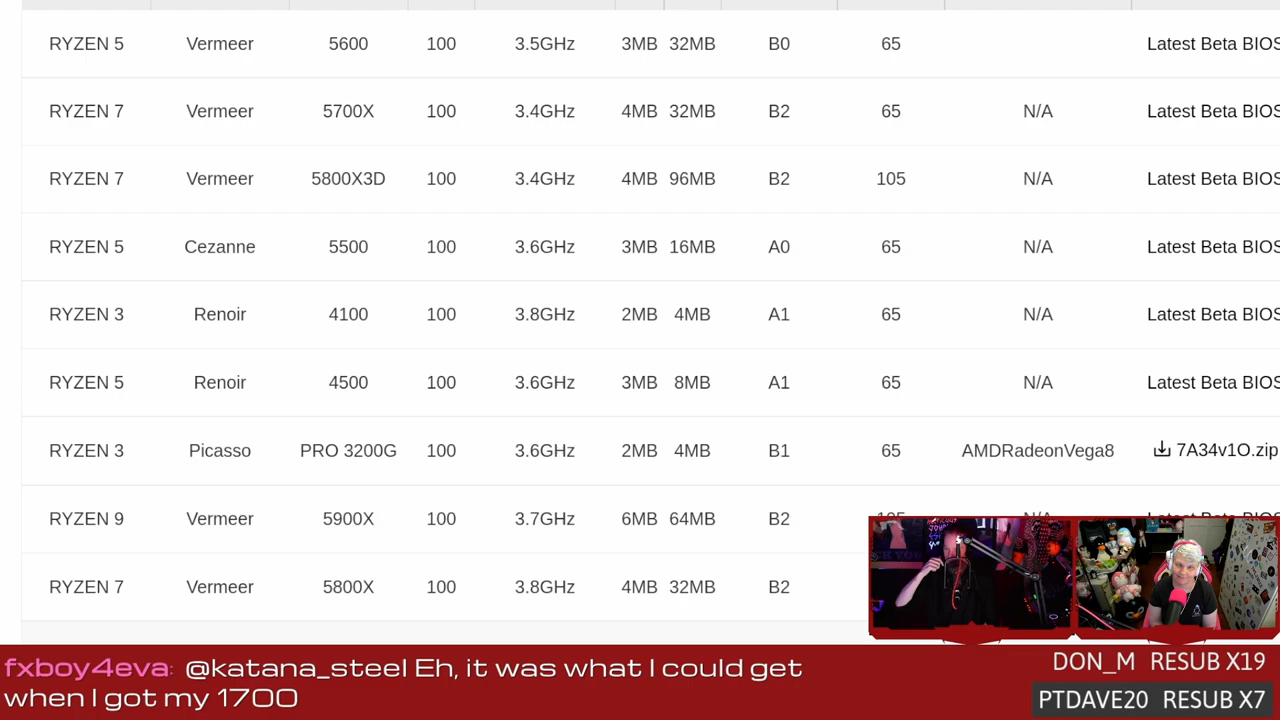 RYZEN 5 Vermeer 5600 100 3.5GHz 3MB 32MB B0 65 Latest Beta BIOS
RYZEN 7 Vermeer 5700X 100 3.4GHz 4MB 32MB B2 65 N/A Latest Beta BIOS
RYZEN 7 Vermeer 5800X3D 100 3.4GHz 4MB 96MB B2 105 N/A Latest Beta BIOS
RYZEN 5 Cezanne 5500 100 3.6GHz 3MB 16MB A0 65 N/A Latest Beta BIOS
RYZEN 3 Renoir 4100 100 3.8GHz 2MB 4MB A1 65 N/A Latest Beta BIOS
RYZEN 5 Renoir 4500 100 3.6GHz 3MB 8MB A1 65 N/A Latest Beta BIOS
RYZEN 3 Picasso PRO 3200G 100 3.6GHz 2MB 4MB B1 65 AMDRadeonVega8 7A34v1O.zip
RYZEN 9 Vermeer 5900X 100 3.7GHz 6MB 64MB B2
RYZEN 7 Vermeer 5800X 100 3.8GHz 4MB 32MB B2
fxboy4eva: @katana_steel Eh, it was what I could get
when I got my 1700
DON_M RESUB X19
PTDAVE20 RESUB X7